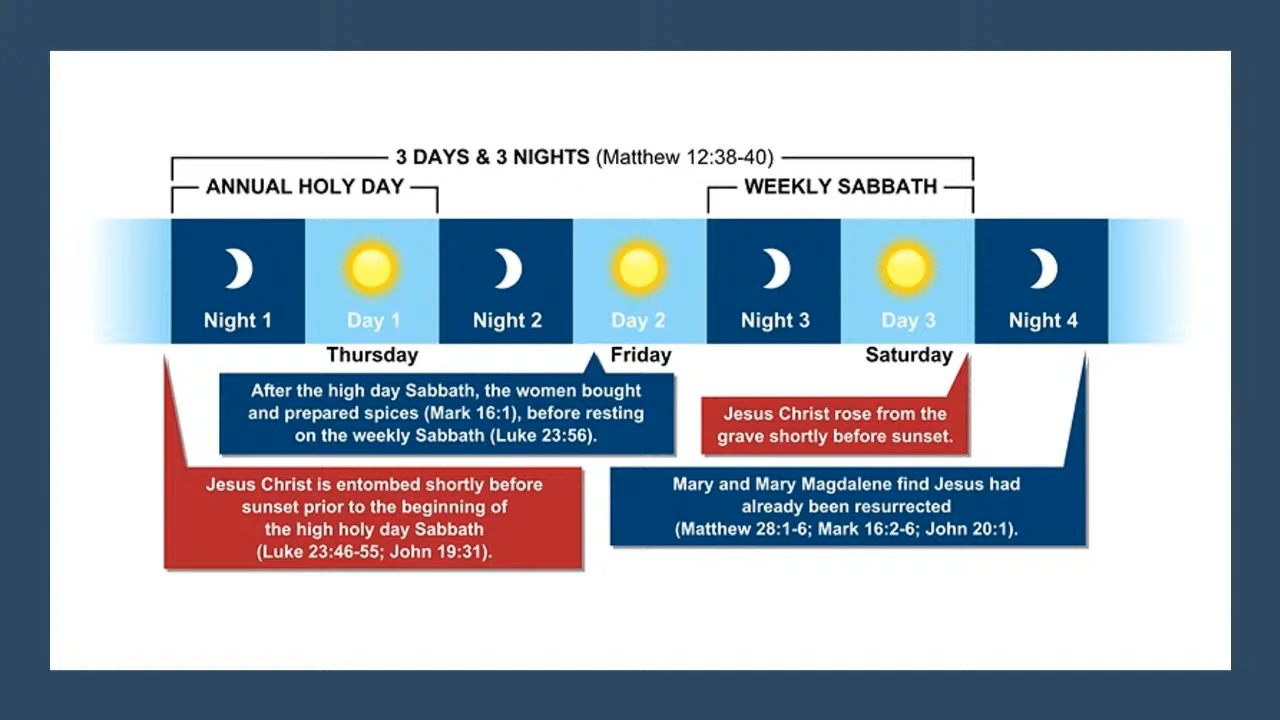 3 DAYS & 3 NIGHTS (Matthew 12:38-40)
ANNUAL HOLY DAY
WEEKLY SABBATH
Night 1
Day 1
Night 2
Day 2
Night 3
Day 3
Night 4
Thursday
Friday
Saturday
After the high day Sabbath, the women bought
and prepared spices (Mark 16:1), before resting
on the weekly Sabbath (Luke 23:56).
Jesus Christ rose from the
grave shortly before sunset.
Jesus Christ is entombed shortly before
sunset prior to the beginning of
the high holy day Sabbath
(Luke 23:46-55; John 19:31).
Mary and Mary Magdalene find Jesus had
already been resurrected
(Matthew 28:1-6; Mark 16:2-6; John 20:1).